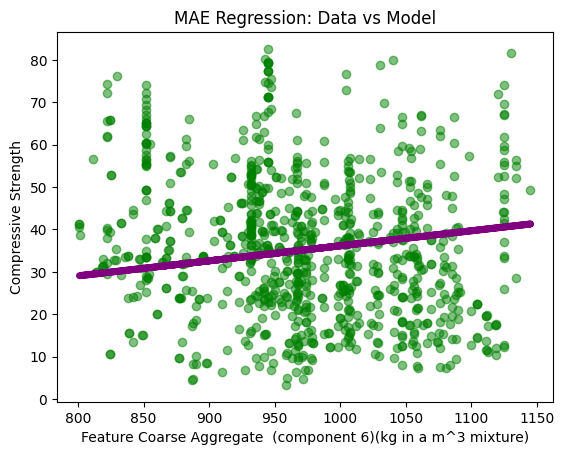 MAE Regression: Data vs Model
Compressive Strength
80
70
60
50
40
30
20
10
0
800 850 900 950 1000 1050 1100 1150
Feature Coarse Aggregate  (component 6)(kg in a m^3 mixture)